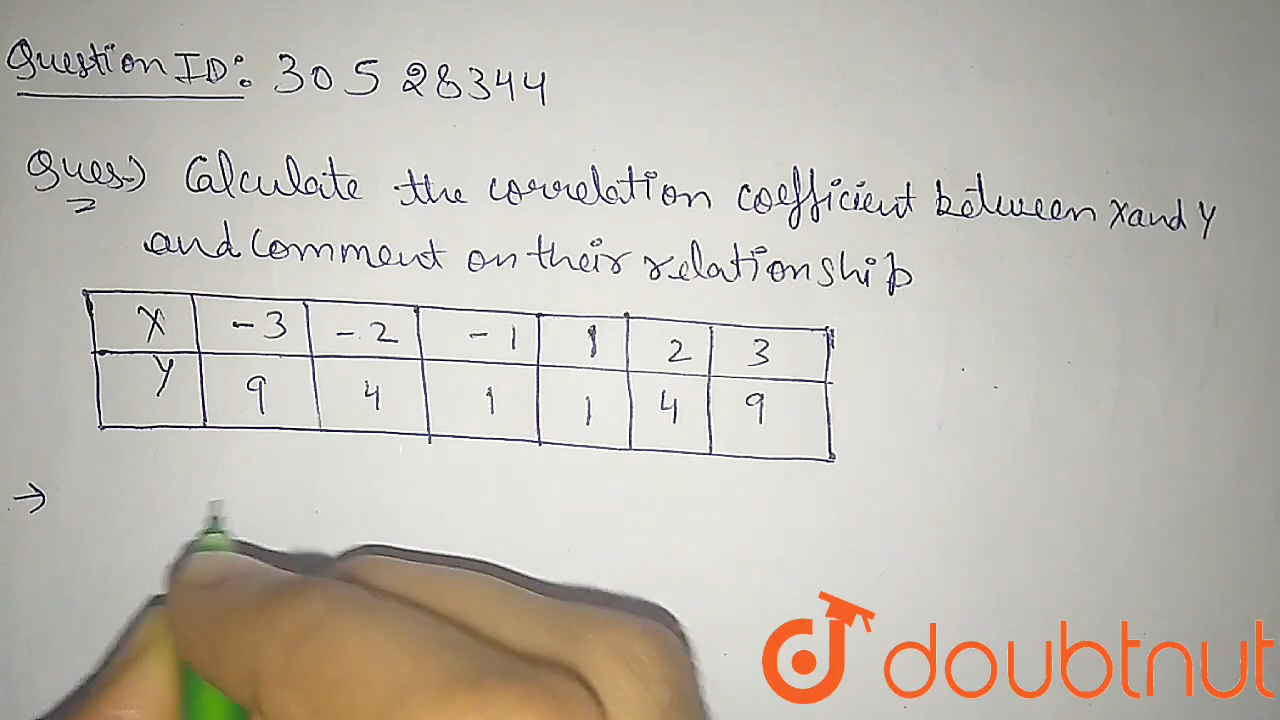 Question ID: 30528344
Ques.) Calculate the correlation coefficient between X and Y
and comment on their relationship
X -3 -2 -1 1 2 3
Y 9 4 1 1 4 9
→
doubtnut